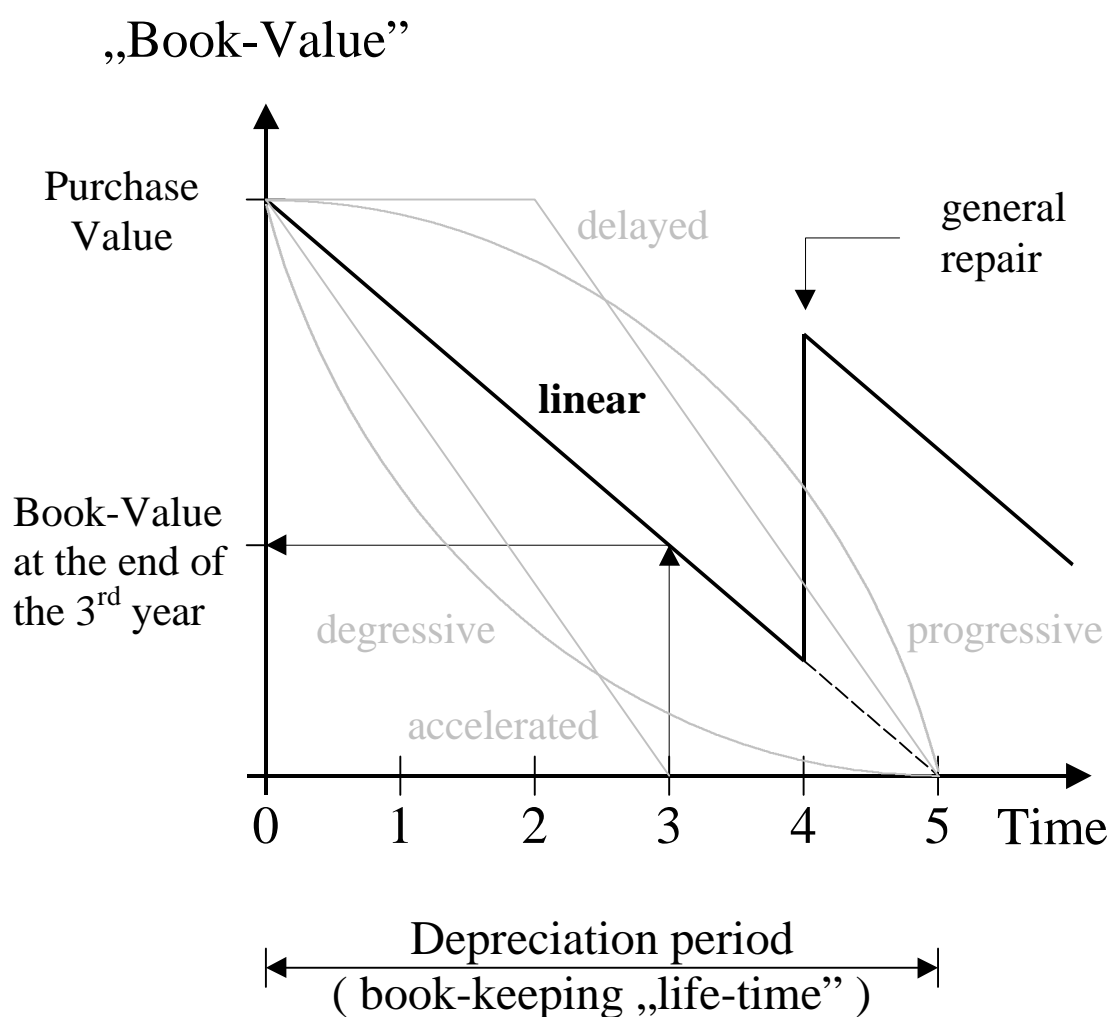 „Book-Value”
Purchase
Value
delayed
general
repair
linear
Book-Value
at the end of
the 3rd year
degressive
progressive
accelerated
0 1 2 3 4 5 Time
Depreciation period
( book-keeping „life-time” )